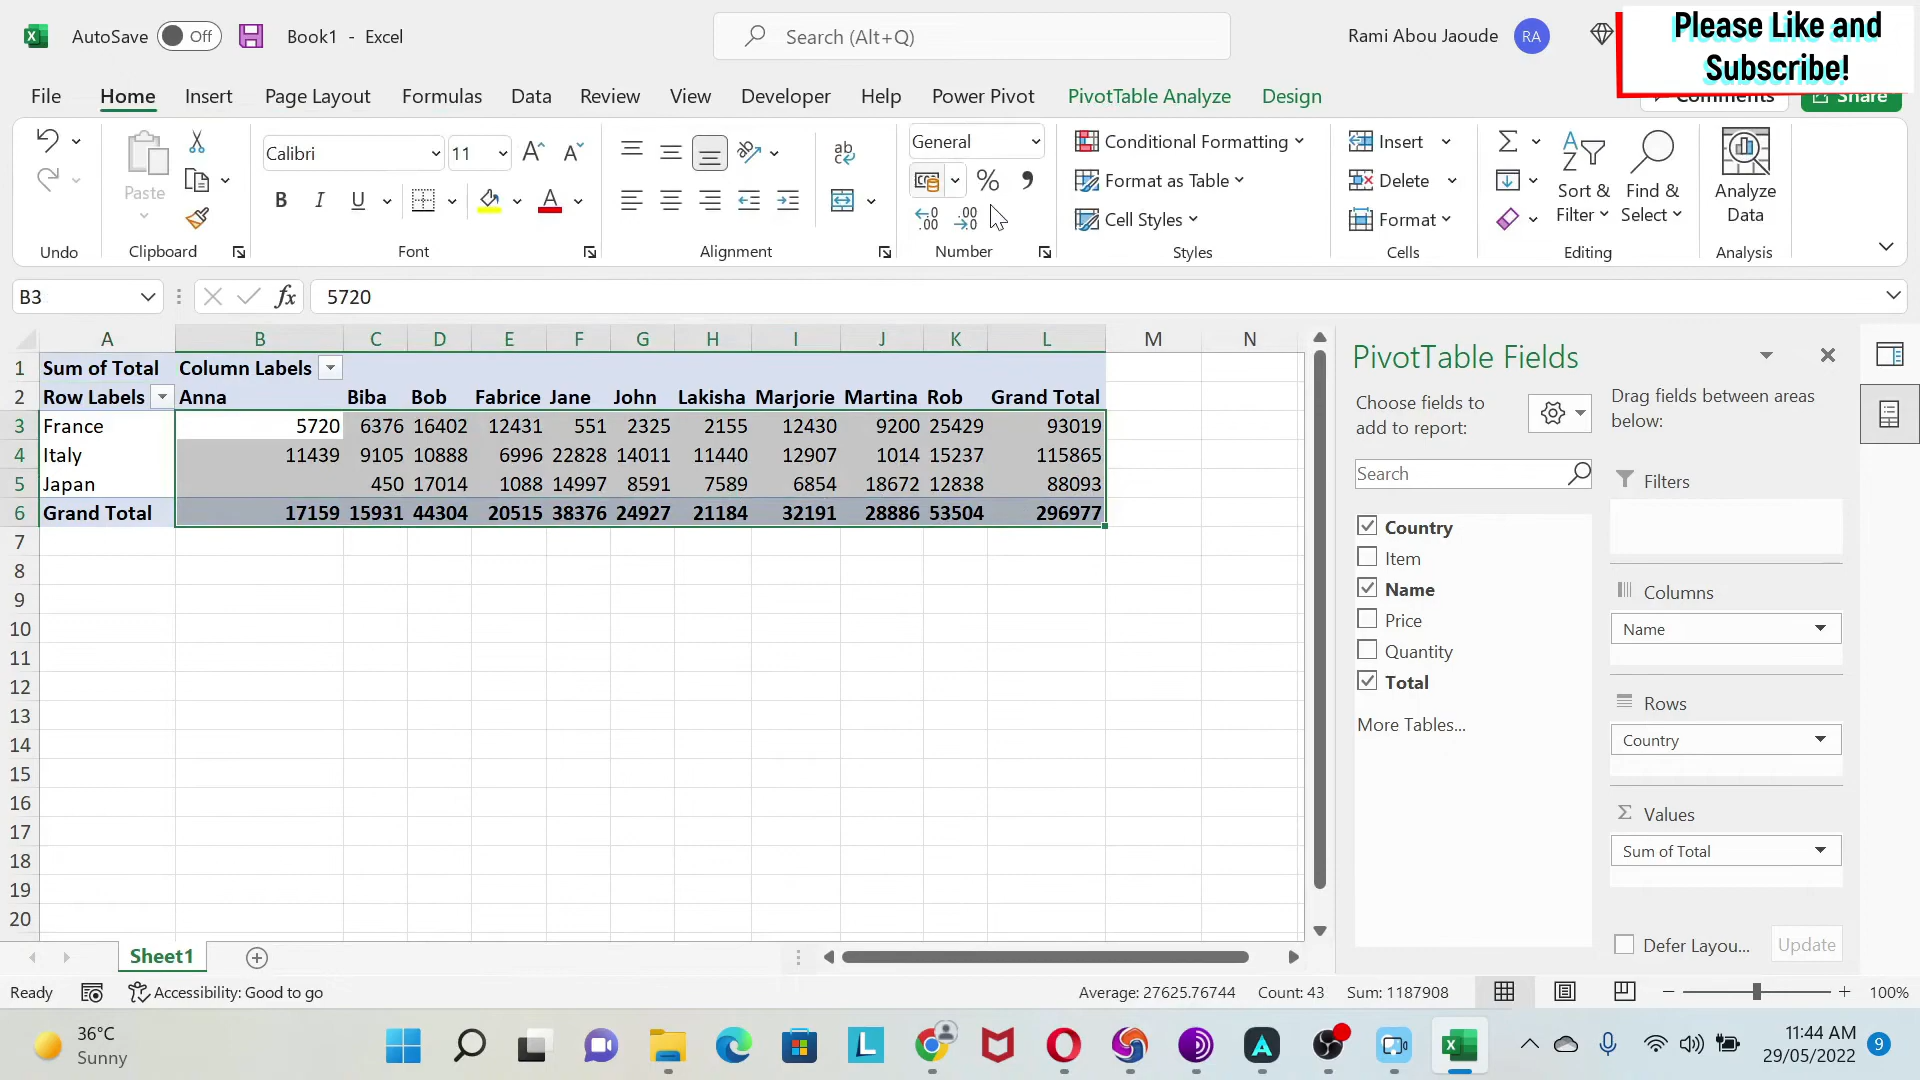 AutoSave Off Book1 - Excel Search (Alt+Q) Rami Abou Jaoude RA
Please Like and
Subscribe!
File Home Insert Page Layout Formulas Data Review View Developer Help Power Pivot PivotTable Analyze Design Comments Share
Paste
Calibri 11
General
Conditional Formatting
Format as Table
Cell Styles
Insert
Delete
Format
Sort &
Filter
Find &
Select
Analyze
Data
Undo Clipboard Font Alignment Number Styles Cells Editing Analysis
B3 fx 5720
A B C D E F G H I J K L M N
1 Sum of Total Column Labels
2 Row Labels Anna Biba Bob Fabrice Jane John Lakisha Marjorie Martina Rob Grand Total
3 France 5720 6376 16402 12431 551 2325 2155 12430 9200 25429 93019
4 Italy 11439 9105 10888 6996 22828 14011 11440 12907 1014 15237 115865
5 Japan 450 17014 1088 14997 8591 7589 6854 18672 12838 88093
6 Grand Total 17159 15931 44304 20515 38376 24927 21184 32191 28886 53504 296977
7
8
9
10
11
12
13
14
15
16
17
18
19
20
PivotTable Fields
Choose fields to
add to report:
Search
Country
Item
Name
Price
Quantity
Total
More Tables...
Drag fields between areas
below:
Filters
Columns
Name
Rows
Country
Values
Sum of Total
Defer Layou... Update
Sheet1
Ready Accessibility: Good to go Average: 27625.76744 Count: 43 Sum: 1187908 100%
36°C
Sunny
11:44 AM
29/05/2022
9